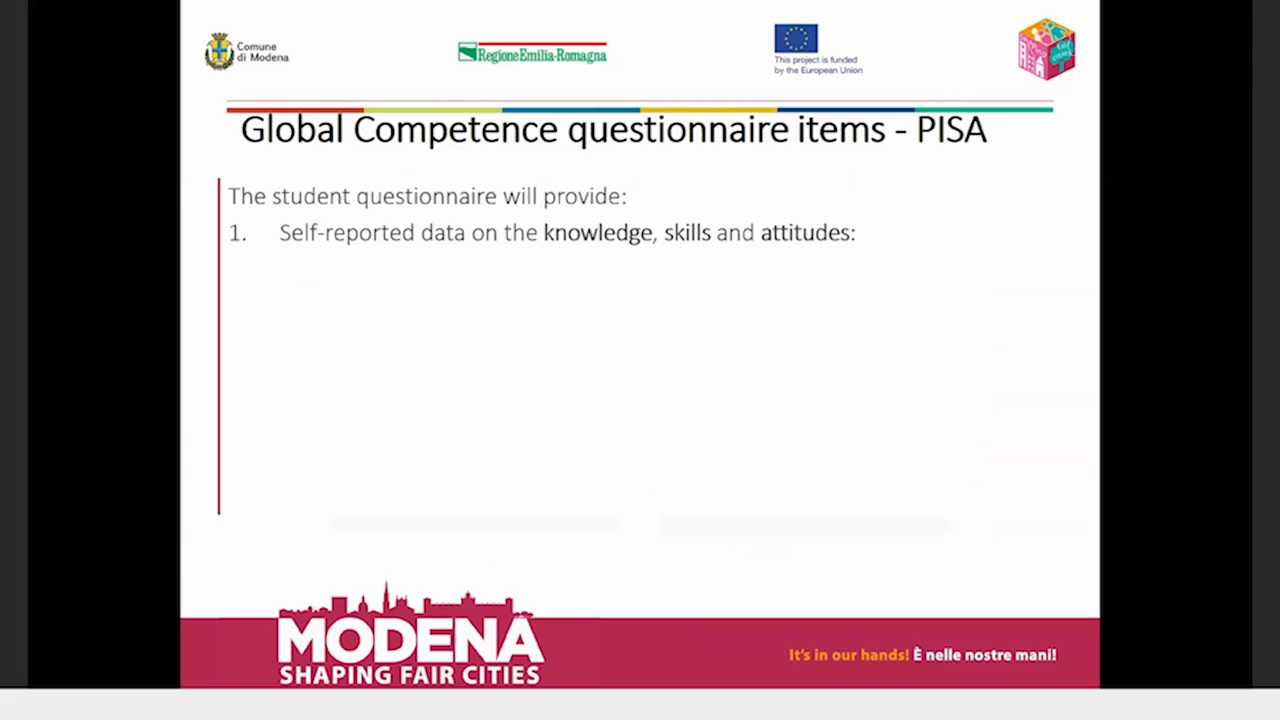 Comune
di Modena
RegioneEmilia-Romagna
This project is funded
by the European Union
Global Competence questionnaire items - PISA
The student questionnaire will provide:
1. Self-reported data on the knowledge, skills and attitudes:
MODENA
SHAPING FAIR CITIES
It's in our hands! È nelle nostre mani!